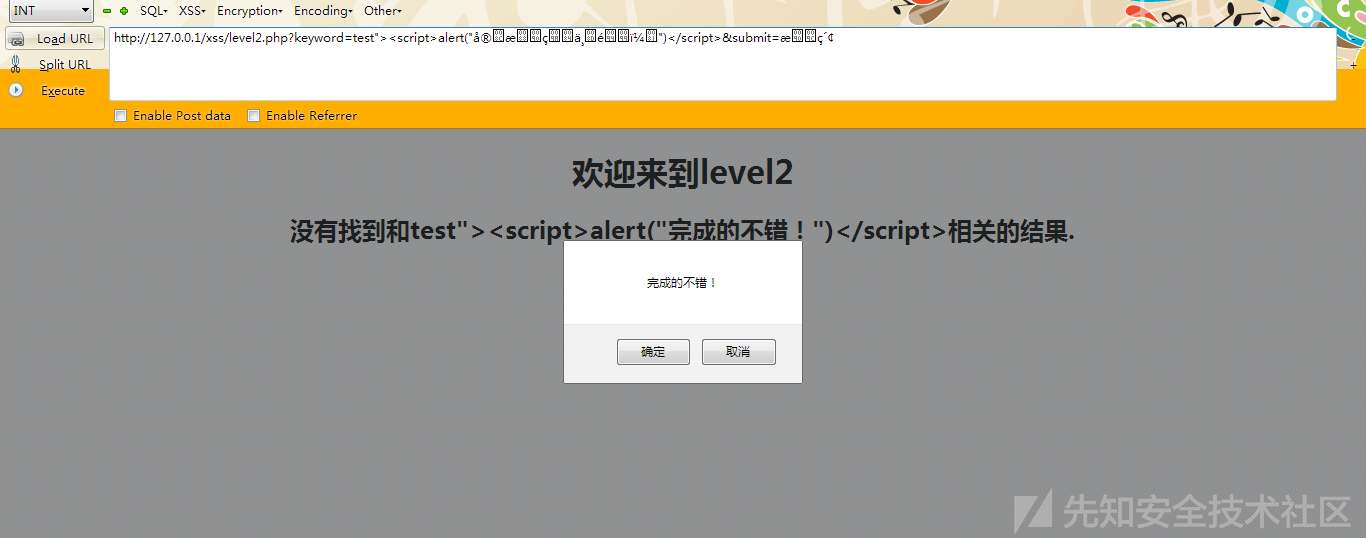 INT SQL- XSS- Encryption- Encoding- Other-
Load URL
http://127.0.0.1/xss/level2.php?keyword=test"><script>alert("
")</script>&submit=
Split URL
Execute
Enable Post data Enable Referrer
欢迎来到level2
没有找到和test"><script>alert("完成的不错！")</script>相关的结果.
完成的不错！
确定 取消
先知安全技术社区